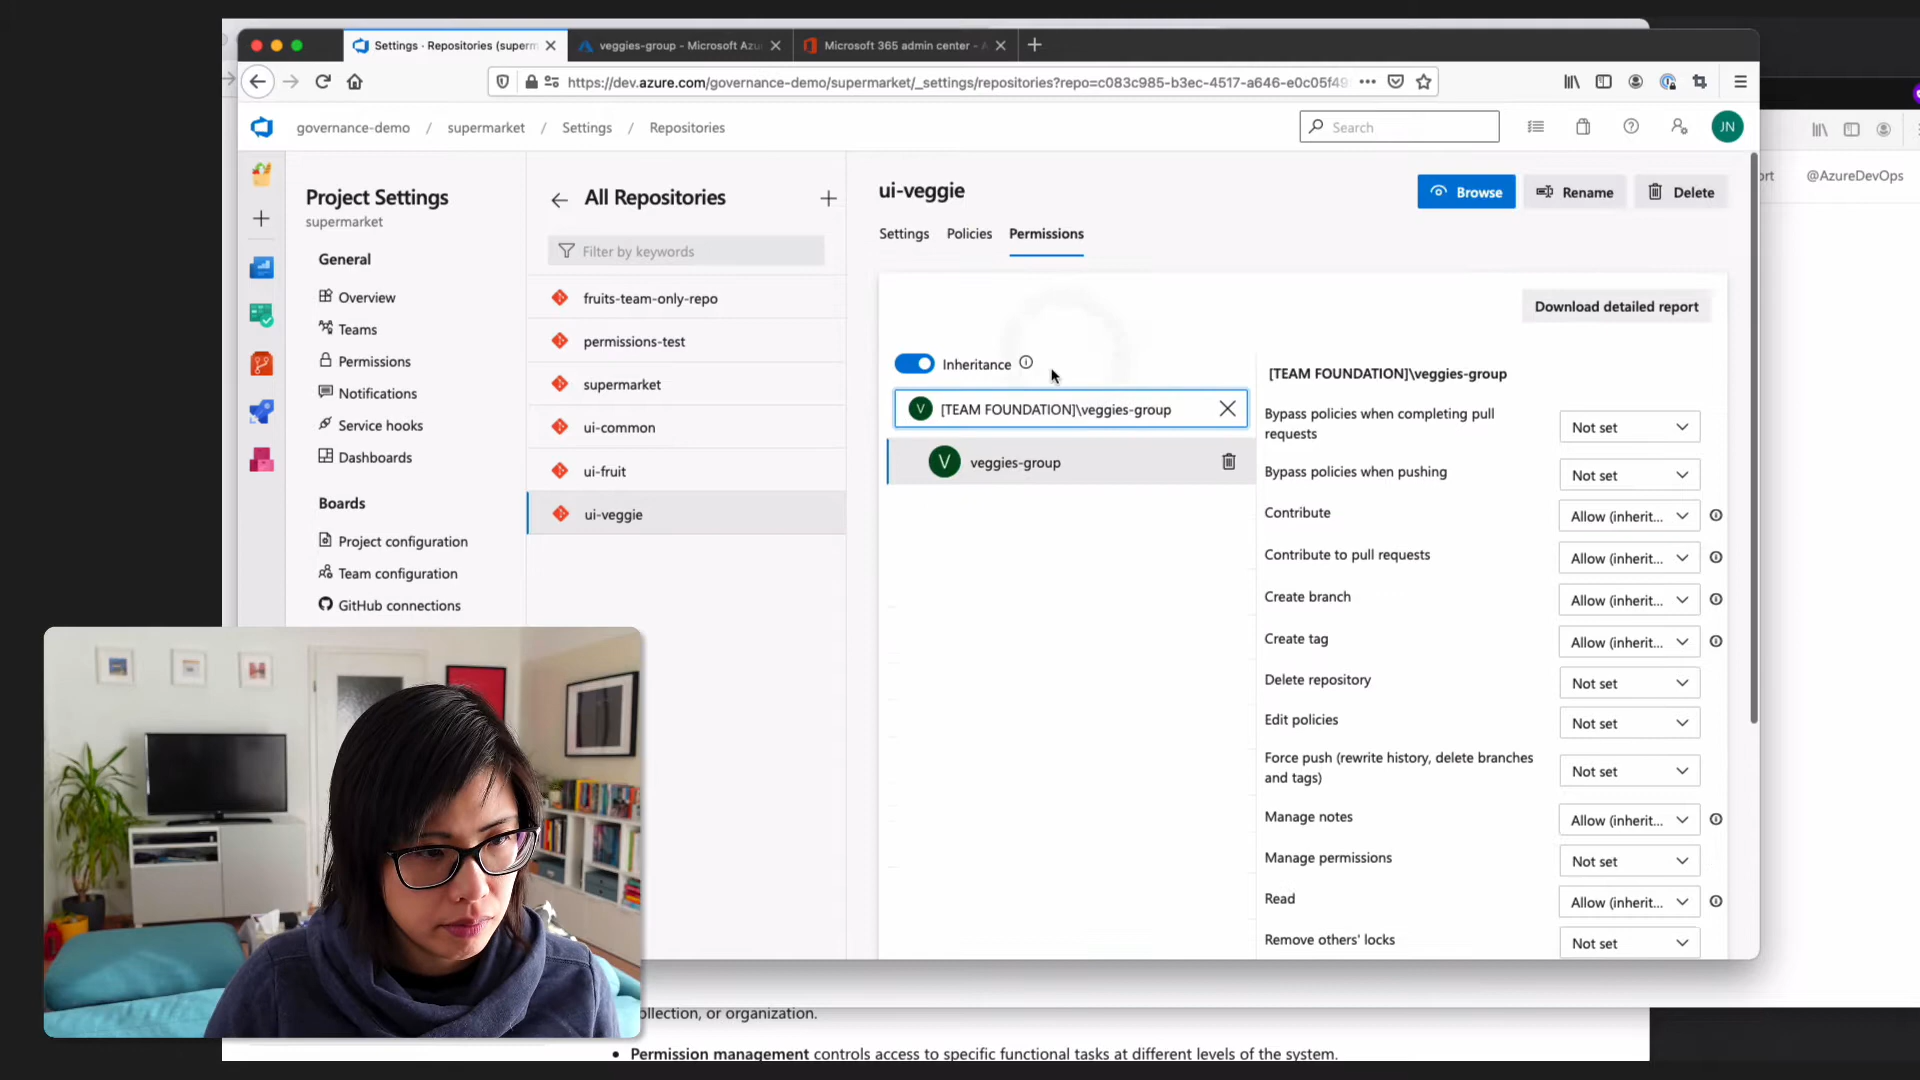 Settings · Repositories (superm
veggies-group - Microsoft Azu
Microsoft 365 admin center - A
https://dev.azure.com/governance-demo/supermarket/_settings/repositories?repo=c083c985-b3ec-4517-a646-e0c05f49
governance-demo / supermarket / Settings / Repositories
Search
JN
ort
@AzureDevOps
Project Settings
supermarket
General
Overview
Teams
Permissions
Notifications
Service hooks
Dashboards
Boards
Project configuration
Team configuration
GitHub connections
All Repositories
Filter by keywords
fruits-team-only-repo
permissions-test
supermarket
ui-common
ui-fruit
ui-veggie
ui-veggie
Browse
Rename
Delete
Settings
Policies
Permissions
Download detailed report
Inheritance
V [TEAM FOUNDATION]\veggies-group
V veggies-group
[TEAM FOUNDATION]\veggies-group
Bypass policies when completing pull
requests
Not set
Bypass policies when pushing
Not set
Contribute
Allow (inherit...
Contribute to pull requests
Allow (inherit...
Create branch
Allow (inherit...
Create tag
Allow (inherit...
Delete repository
Not set
Edit policies
Not set
Force push (rewrite history, delete branches
and tags)
Not set
Manage notes
Allow (inherit...
Manage permissions
Not set
Read
Allow (inherit...
Remove others' locks
Not set
ollection, or organization.
• Permission management controls access to specific functional tasks at different levels of the system.